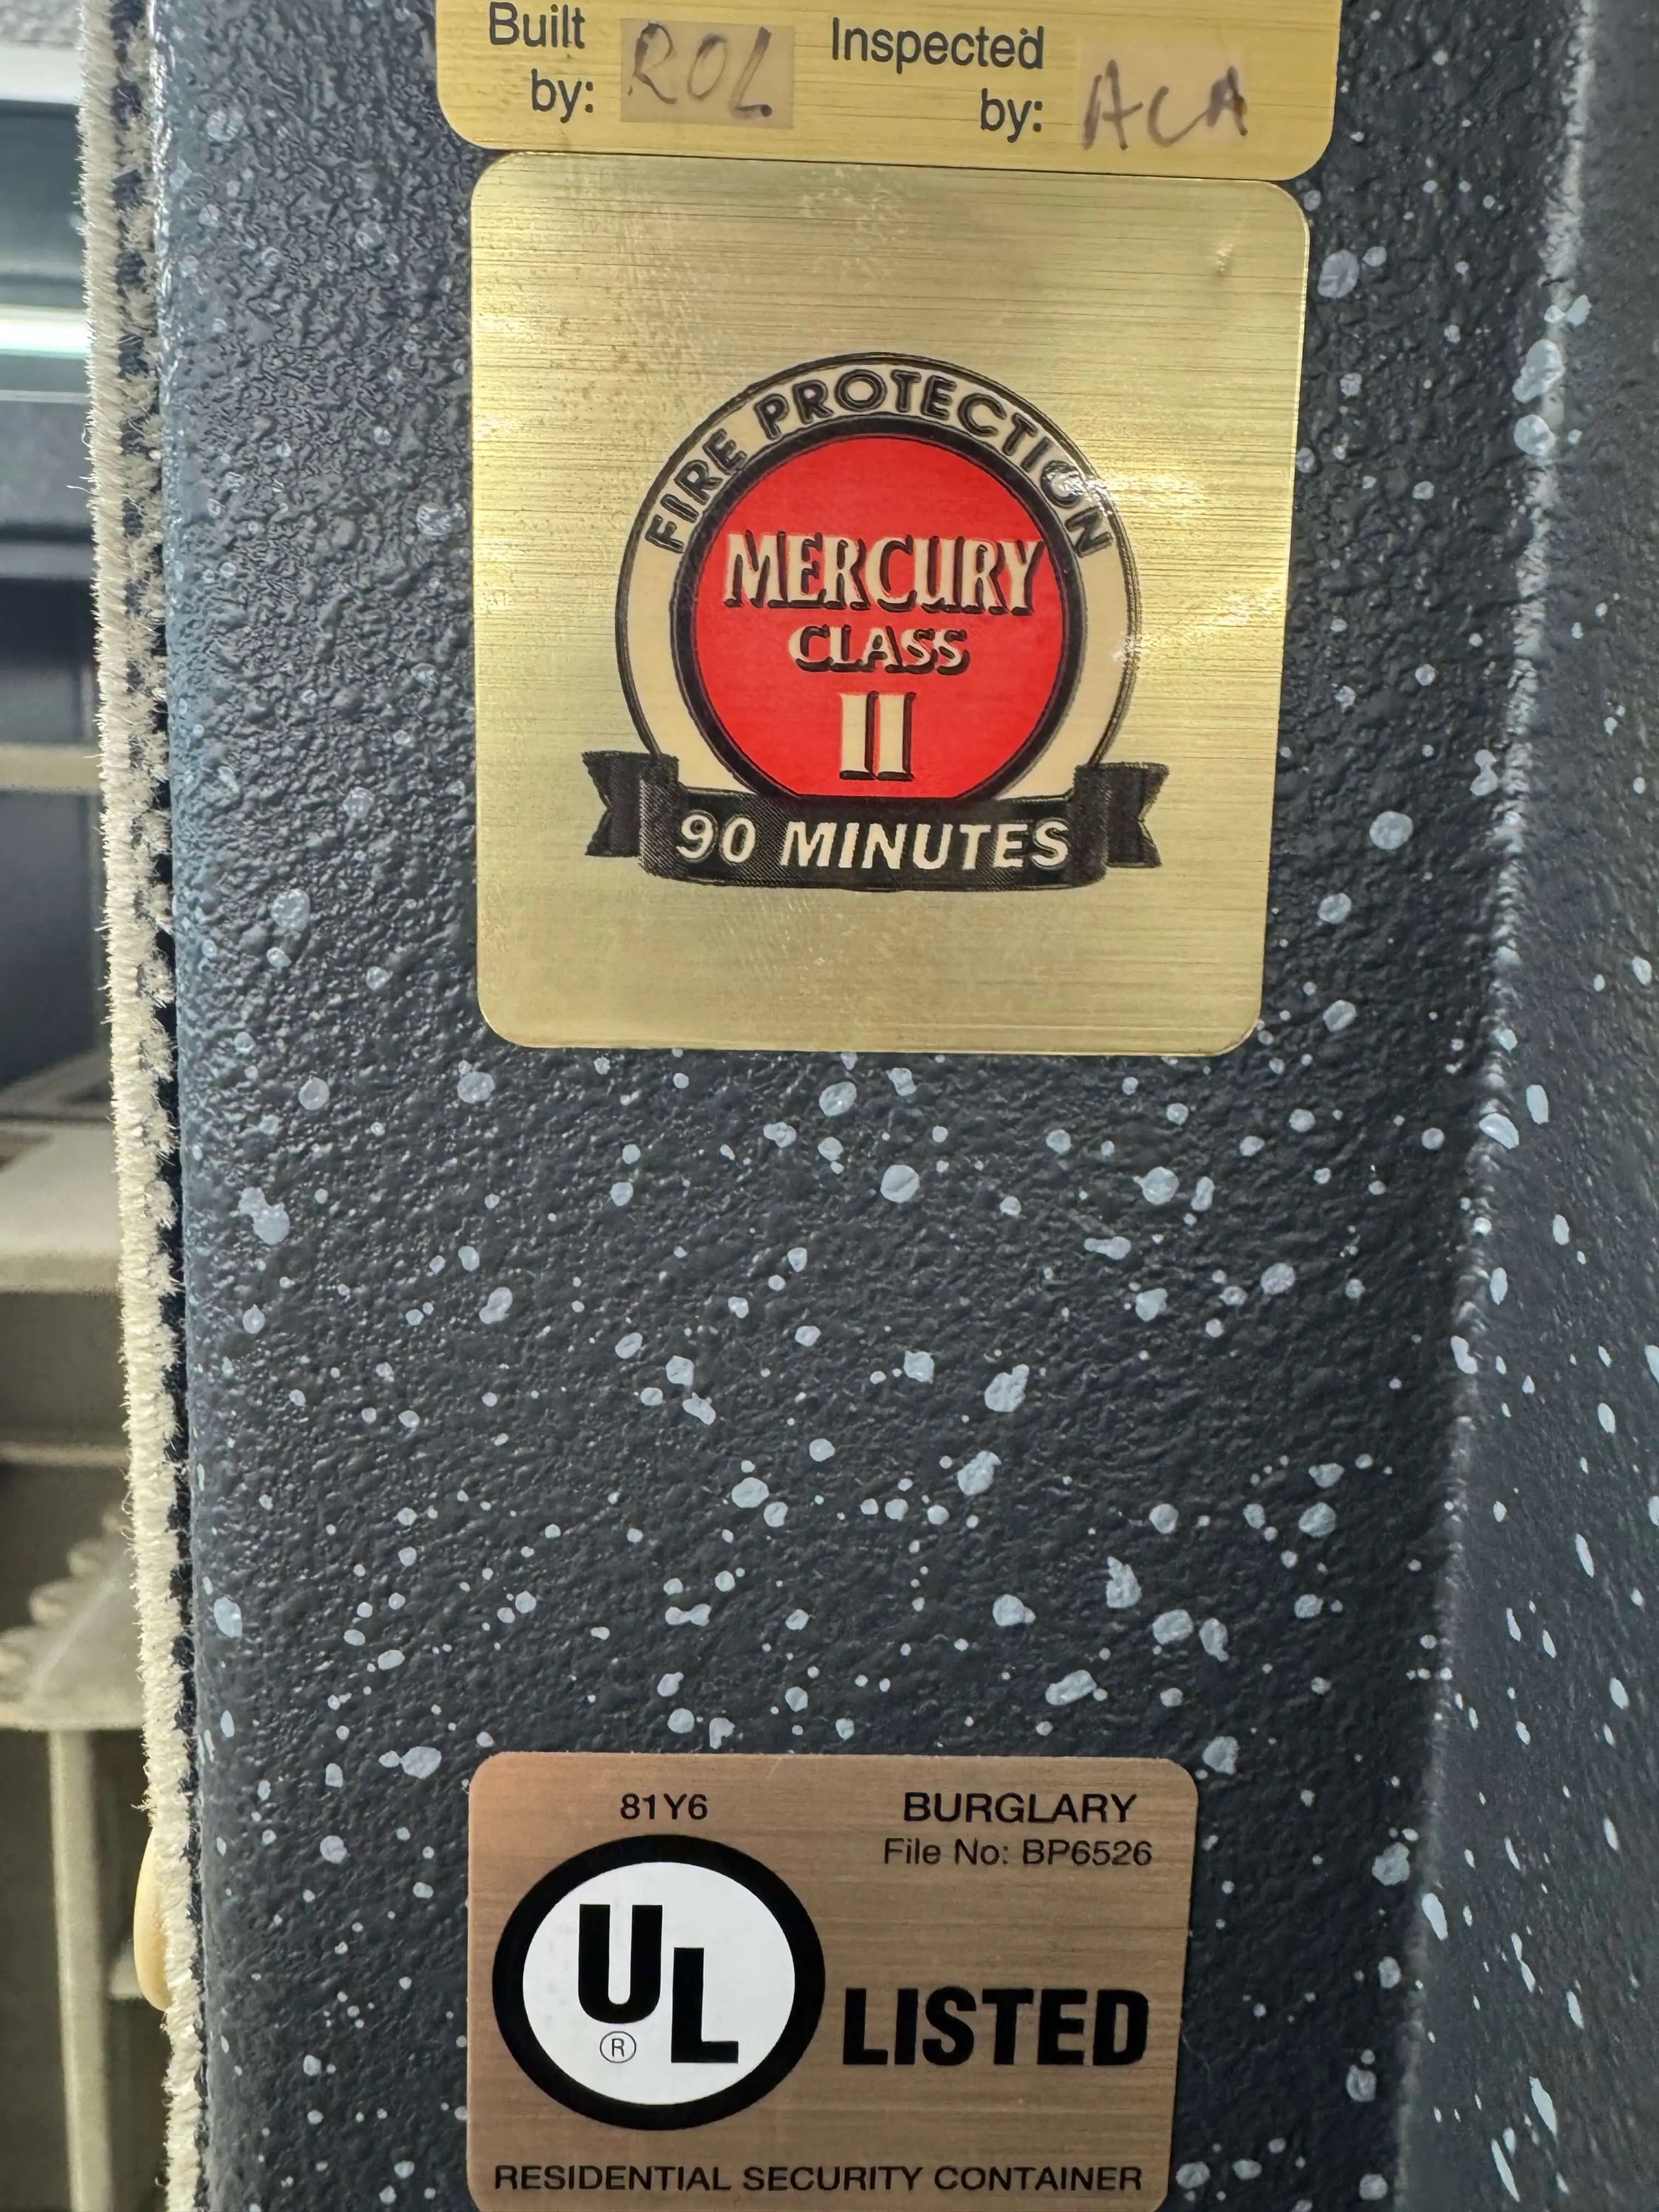 Built
by: ROL
Inspected
by: ACA
FIRE PROTECTION
MERCURY
CLASS
II
90 MINUTES
81Y6
BURGLARY
File No: BP6526
UL
®
LISTED
RESIDENTIAL SECURITY CONTAINER